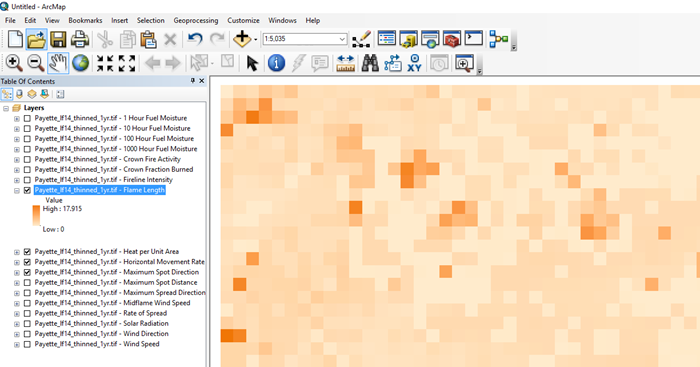 Untitled - ArcMap
File Edit View Bookmarks Insert Selection Geoprocessing Customize Windows Help
1:5,035
XY
Table Of Contents
Layers
Payette_lf14_thinned_1yr.tif - 1 Hour Fuel Moisture
Payette_lf14_thinned_1yr.tif - 10 Hour Fuel Moisture
Payette_lf14_thinned_1yr.tif - 100 Hour Fuel Moisture
Payette_lf14_thinned_1yr.tif - 1000 Hour Fuel Moisture
Payette_lf14_thinned_1yr.tif - Crown Fire Activity
Payette_lf14_thinned_1yr.tif - Crown Fraction Burned
Payette_lf14_thinned_1yr.tif - Fireline Intensity
Payette_lf14_thinned_1yr.tif - Flame Length
Value
High : 17.915
Low : 0
Payette_lf14_thinned_1yr.tif - Heat per Unit Area
Payette_lf14_thinned_1yr.tif - Horizontal Movement Rate
Payette_lf14_thinned_1yr.tif - Maximum Spot Direction
Payette_lf14_thinned_1yr.tif - Maximum Spot Distance
Payette_lf14_thinned_1yr.tif - Maximum Spread Direction
Payette_lf14_thinned_1yr.tif - Midflame Wind Speed
Payette_lf14_thinned_1yr.tif - Rate of Spread
Payette_lf14_thinned_1yr.tif - Solar Radiation
Payette_lf14_thinned_1yr.tif - Wind Direction
Payette_lf14_thinned_1yr.tif - Wind Speed